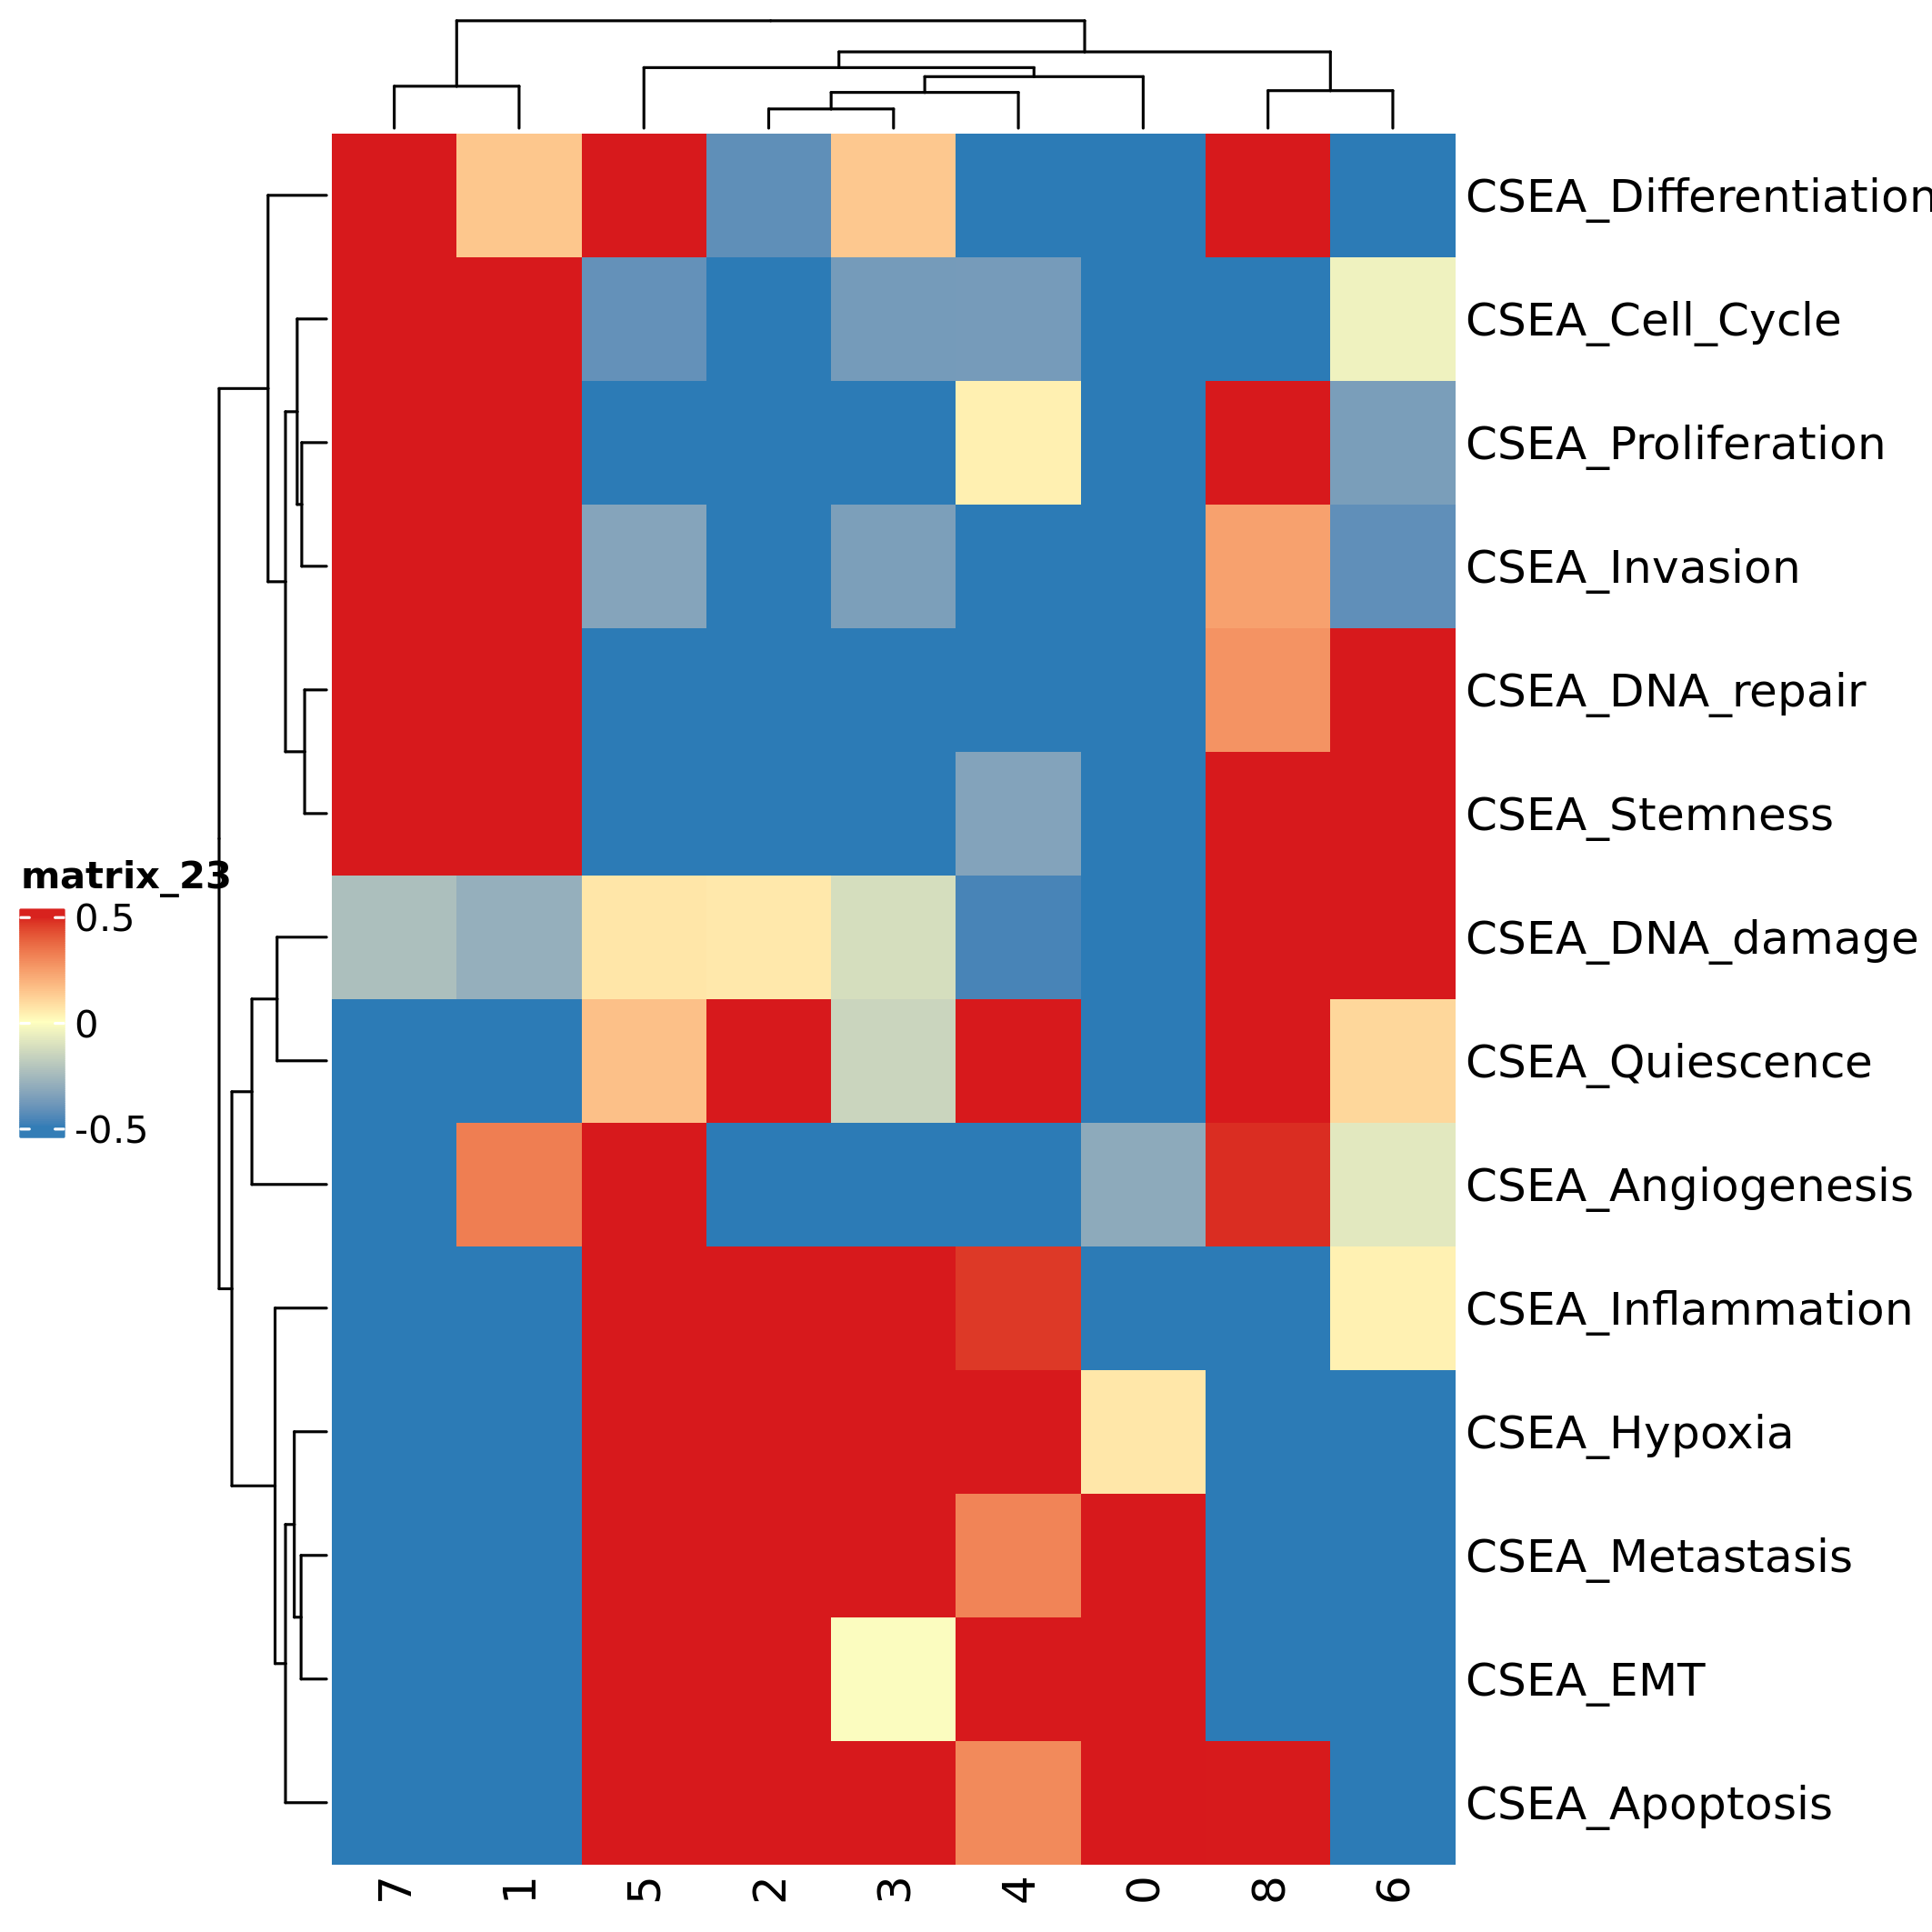 CSEA_Differentiation
CSEA_Cell_Cycle
CSEA_Proliferation
CSEA_Invasion
CSEA_DNA_repair
CSEA_Stemness
matrix_23
0.5
0
-0.5
CSEA_DNA_damage
CSEA_Quiescence
CSEA_Angiogenesis
CSEA_Inflammation
CSEA_Hypoxia
CSEA_Metastasis
CSEA_EMT
CSEA_Apoptosis
7 1 5 2 3 4 0 8 6